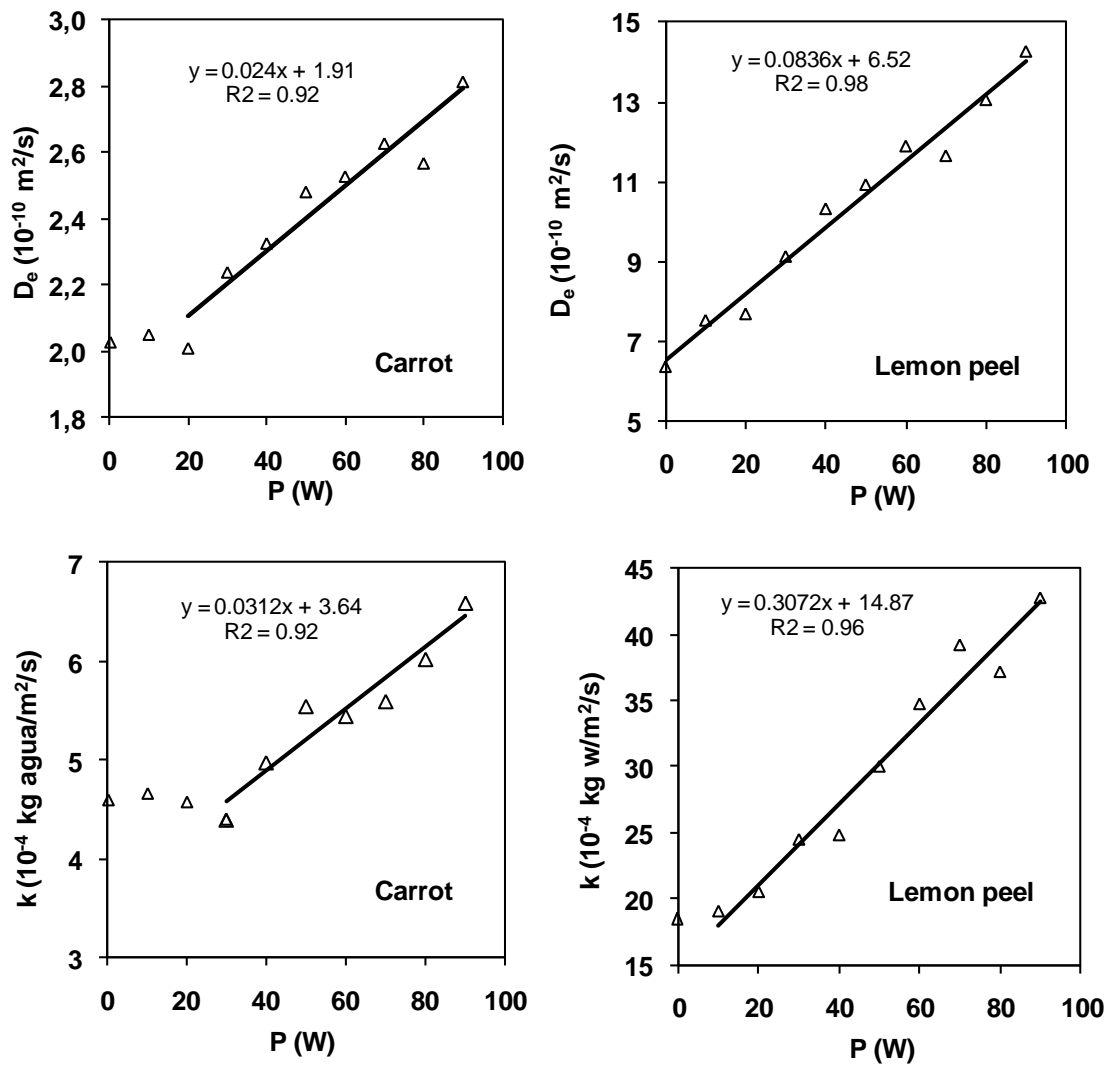 3,0
2,8
2,6
2,4
2,2
2,0
1,8
y = 0.024x + 1.91
R2 = 0.92
Carrot
0 20 40 60 80 100
P (W)
Dₑ (10⁻¹⁰ m²/s)
15
13
11
9
7
5
y = 0.0836x + 6.52
R2 = 0.98
Lemon peel
0 20 40 60 80 100
P (W)
Dₑ (10⁻¹⁰ m²/s)
7
6
5
4
3
y = 0.0312x + 3.64
R2 = 0.92
Carrot
0 20 40 60 80 100
P (W)
k (10⁻⁴ kg agua/m²/s)
45
40
35
30
25
20
15
y = 0.3072x + 14.87
R2 = 0.96
Lemon peel
0 20 40 60 80 100
P (W)
k (10⁻⁴ kg w/m²/s)